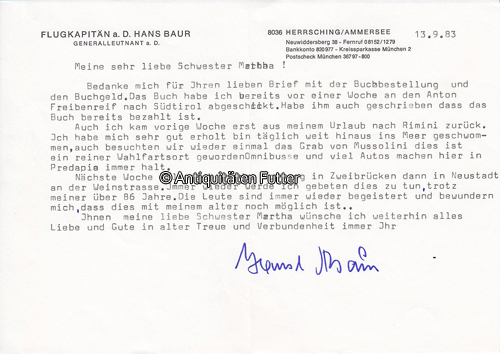 FLUGKAPITÄN a. D. HANS BAUR
GENERALLEUTNANT a. D.
8036 HERRSCHING/AMMERSEE
Neuwiddersberg 38 - Fernruf 08152/1279
Bankkonto 820977 - Kreissparkasse München 2
Postscheck München 36797-800
13.9.83
Meine sehr liebe Schwester Martha !
Bedanke mich für Jhren lieben Brief mit der Buchbestellung und
den Buchgeld.Das Buch habe ich bereits vor einer Woche an den Anton
Freibenreif nach Südtirol abgeschickt.Habe ihm auch geschrieben dass das
Buch bereits bezahlt ist.
Auch ich kam vorige Woche erst aus meinem Urlaub nach Rimini zurück.
Jch habe mich sehr gut erholt bin täglich weit hinaus ins Meer geschwom-
men,auch besuchten wir wieder einmal das Grab von Mussolini dies ist
ein reiner Wahlfartsort gewordenOmnibusse und viel Autos machen hier in
Predapio immer halt.
Nächste Woche in Zweibrücken dann in Neustadt
an der Weinstrasse.Jmmer wieder werde ich gebeten dies zu tun,trotz
meiner über 86 Jahre.Die Leute sind immer wieder begeistert und bewundern
mich,dass dies mit meinem alter noch möglich ist..
Jhnen meine liebe Schwester Martha wünsche ich weiterhin alles
Liebe und Gute in alter Treue und Verbundenheit immer Jhr
Hans Baur
© Antiquitäten Futter